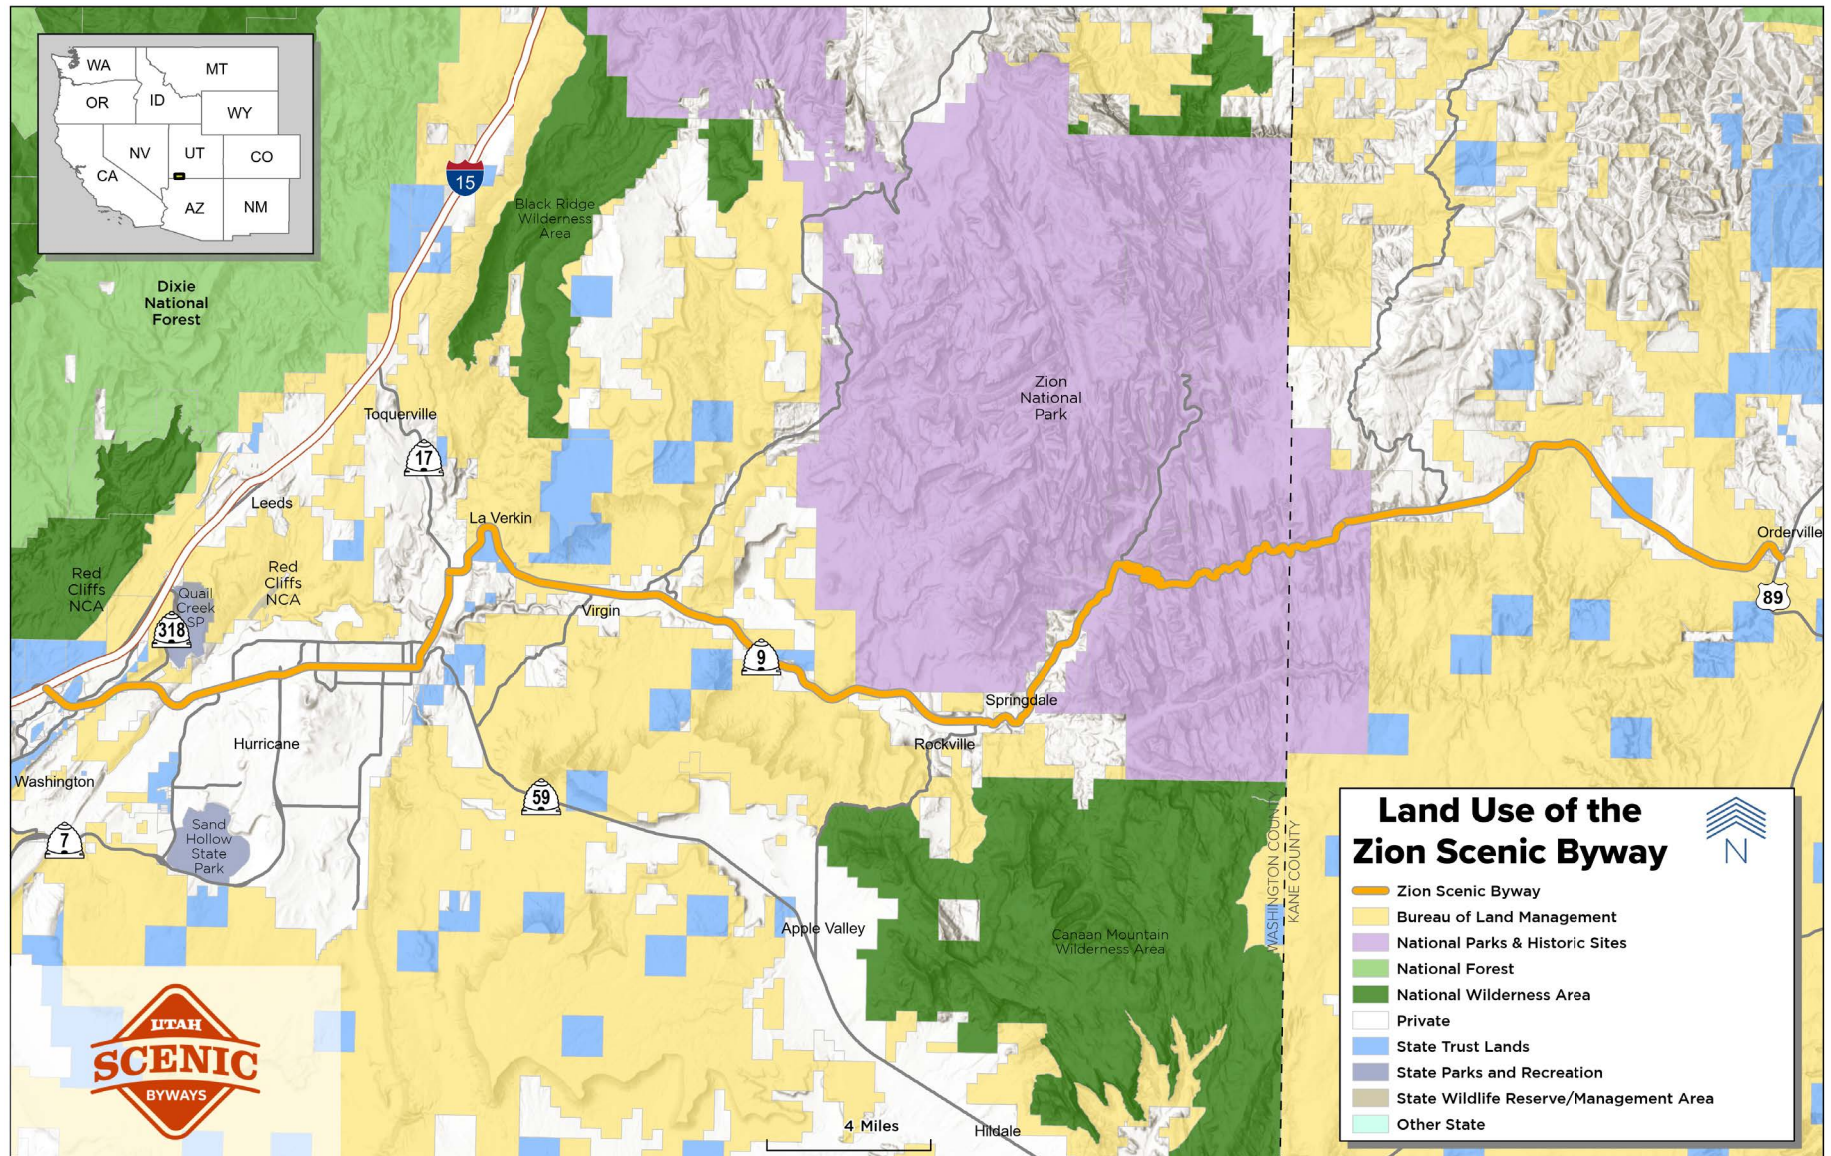 WA
MT
OR
ID
WY
NV
UT
CO
CA
AZ
NM
15
Black Ridge
Wilderness
Area
Dixie
National
Forest
Zion
National
Park
Toquerville
17
Leeds
La Verkin
Orderville
Red
Cliffs
NCA
Red
Cliffs
NCA
Quail
Creek
SP
318
Virgin
89
9
Springdale
Hurricane
Rockville
Washington
59
7
Sand
Hollow
State
Park
Apple Valley
Canaan Mountain
Wilderness Area
WASHINGTON COUN
KANE COUNTY
Hildale
4 Miles
UTAH
SCENIC
BYWAYS
Land Use of the
Zion Scenic Byway
N
Zion Scenic Byway
Bureau of Land Management
National Parks & Historic Sites
National Forest
National Wilderness Area
Private
State Trust Lands
State Parks and Recreation
State Wildlife Reserve/Management Area
Other State